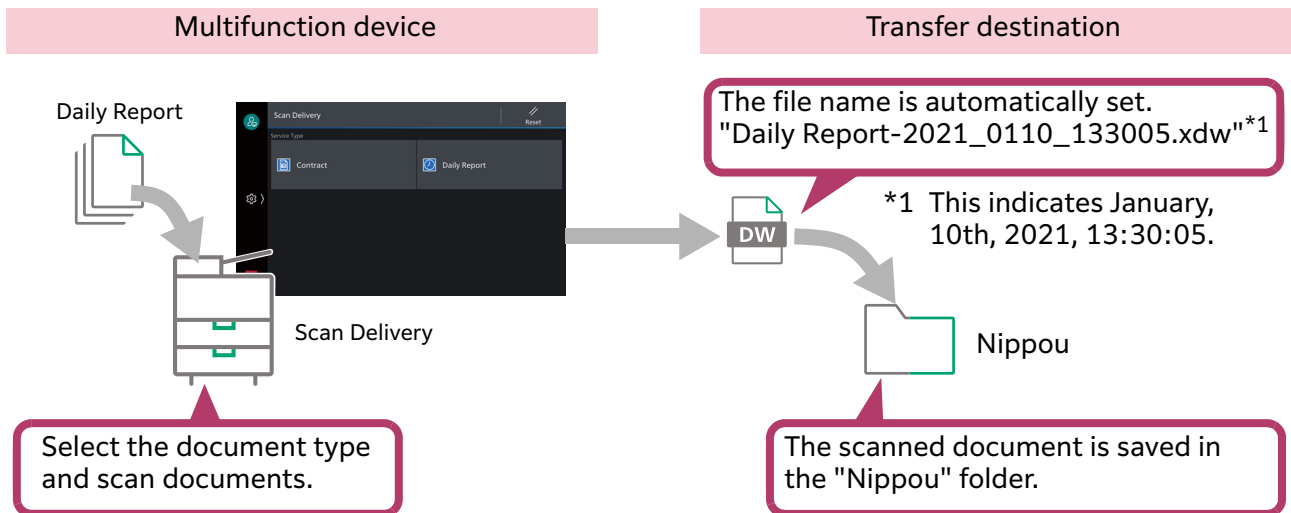 Multifunction device
Transfer destination
Daily Report
Scan Delivery
Reset
Service Type
Contract
Daily Report
Scan Delivery
Select the document type
and scan documents.
The file name is automatically set.
"Daily Report-2021_0110_133005.xdw"*1
*1 This indicates January,
10th, 2021, 13:30:05.
DW
Nippou
The scanned document is saved in
the "Nippou" folder.